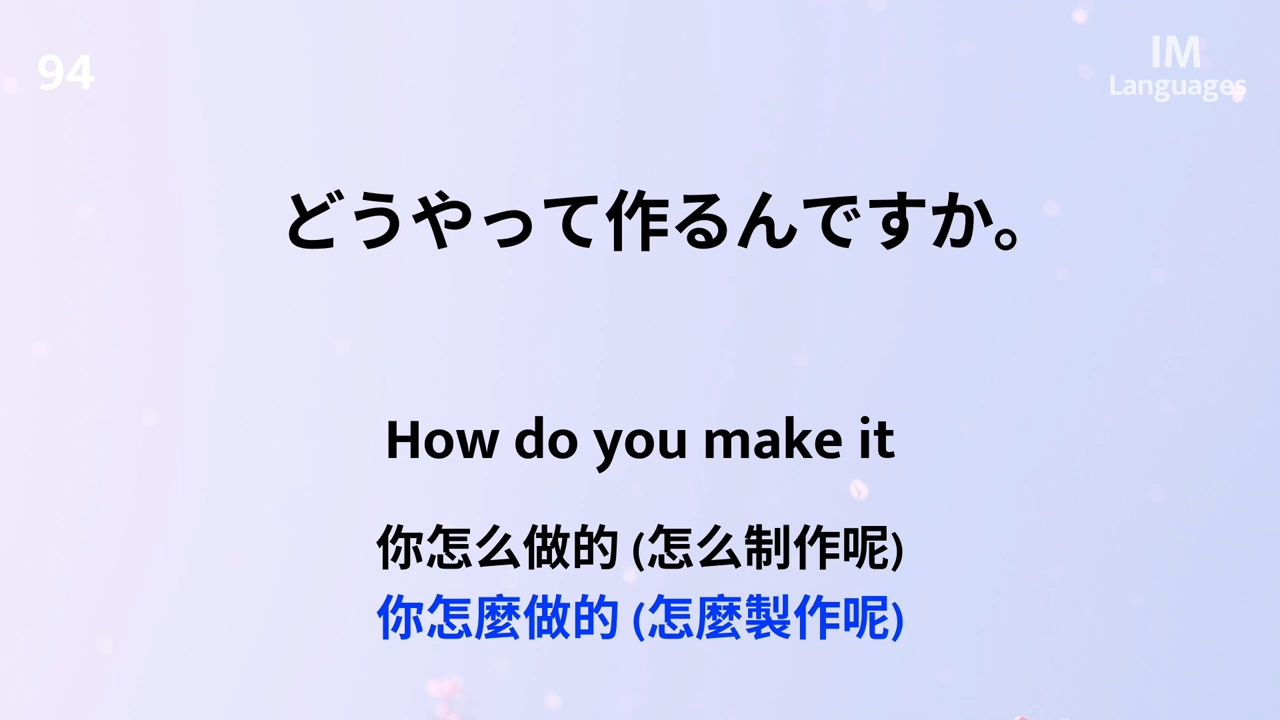 94
IM
Languages
どうやって作るんですか。
How do you make it
你怎么做的 (怎么制作呢)
你怎麼做的 (怎麼製作呢)